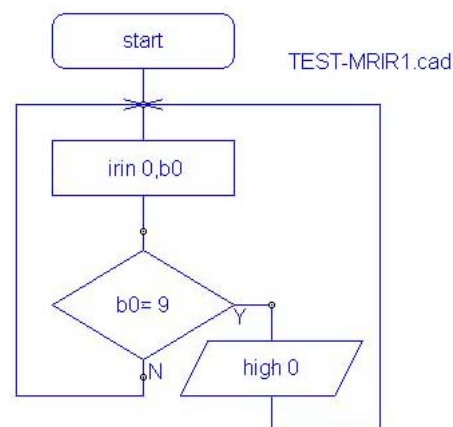 start
TEST-MRIR1.cad
irin 0,b0
b0= 9
Y
N
high 0